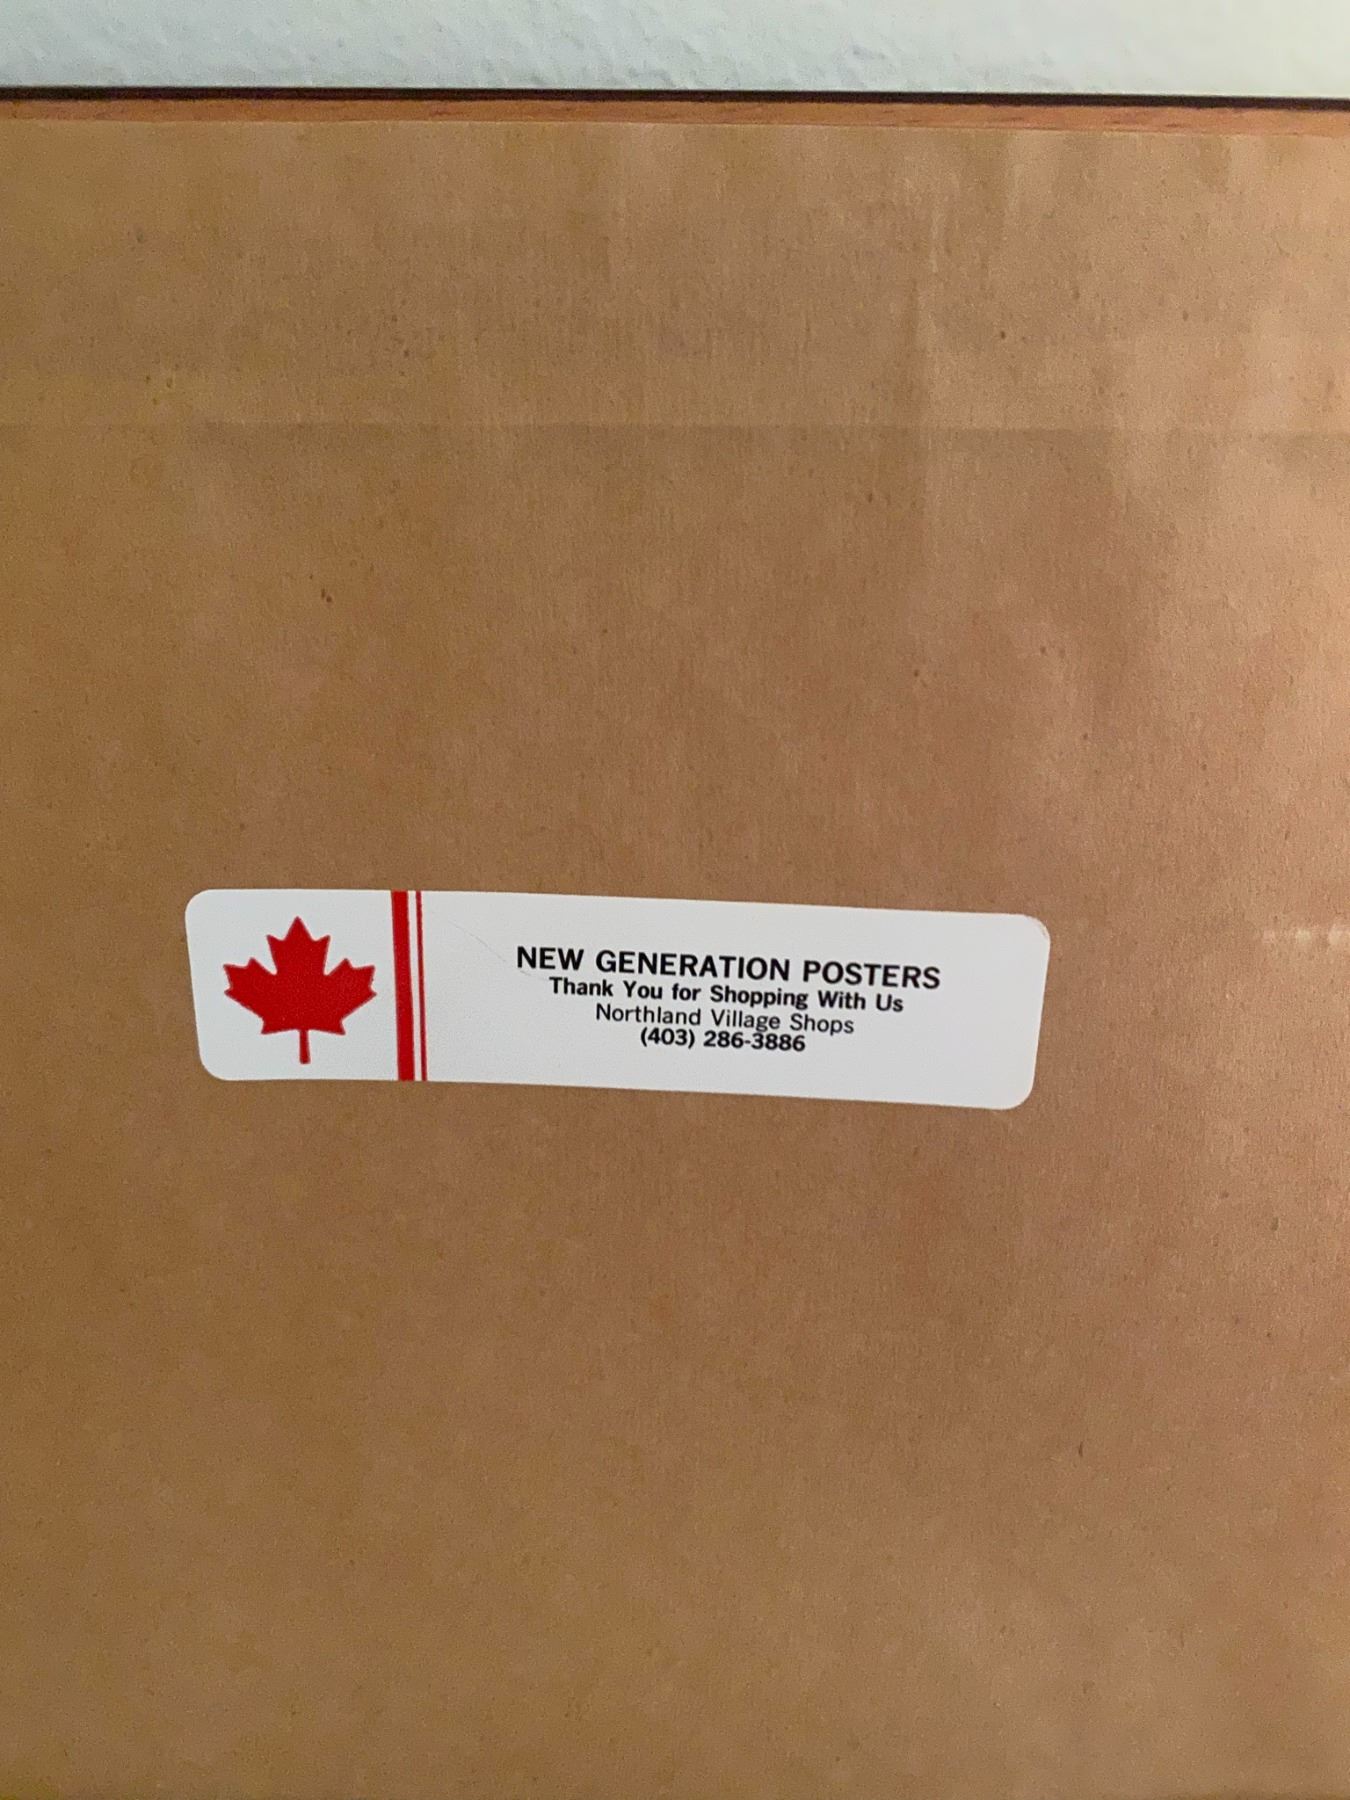 NEW GENERATION POSTERS
Thank You for Shopping With Us
Northland Village Shops
(403) 286-3886